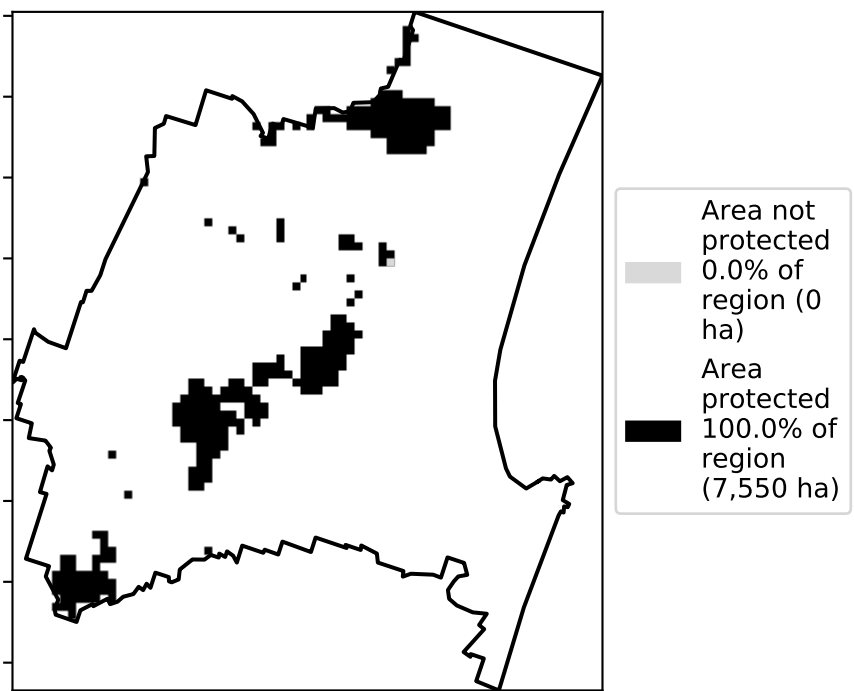 Area not
protected
0.0% of
region (0
ha)
Area
protected
100.0% of
region
(7,550 ha)